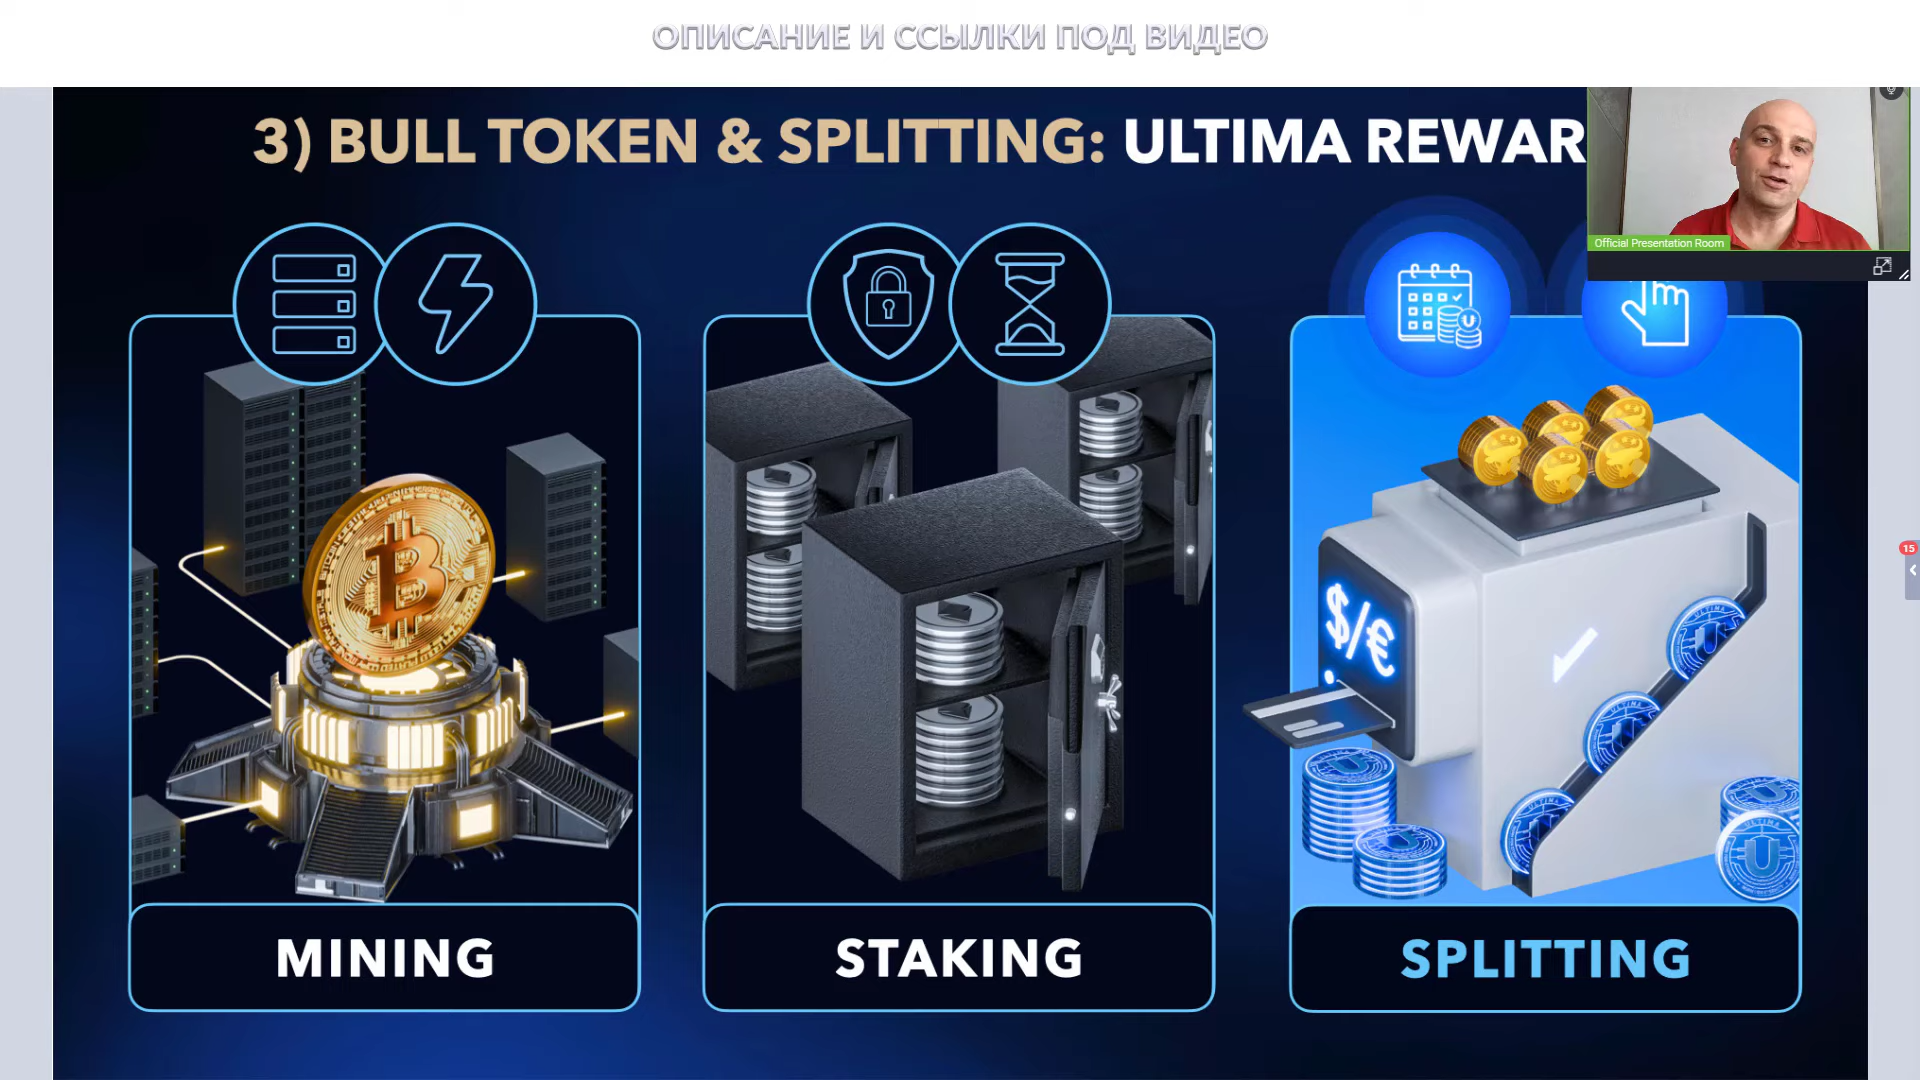 ОПИСАНИЕ И ССЫЛКИ ПОД ВИДЕО
3) BULL TOKEN & SPLITTING: ULTIMA REWAR
Official Presentation Room
15
$/€
MINING
STAKING
SPLITTING